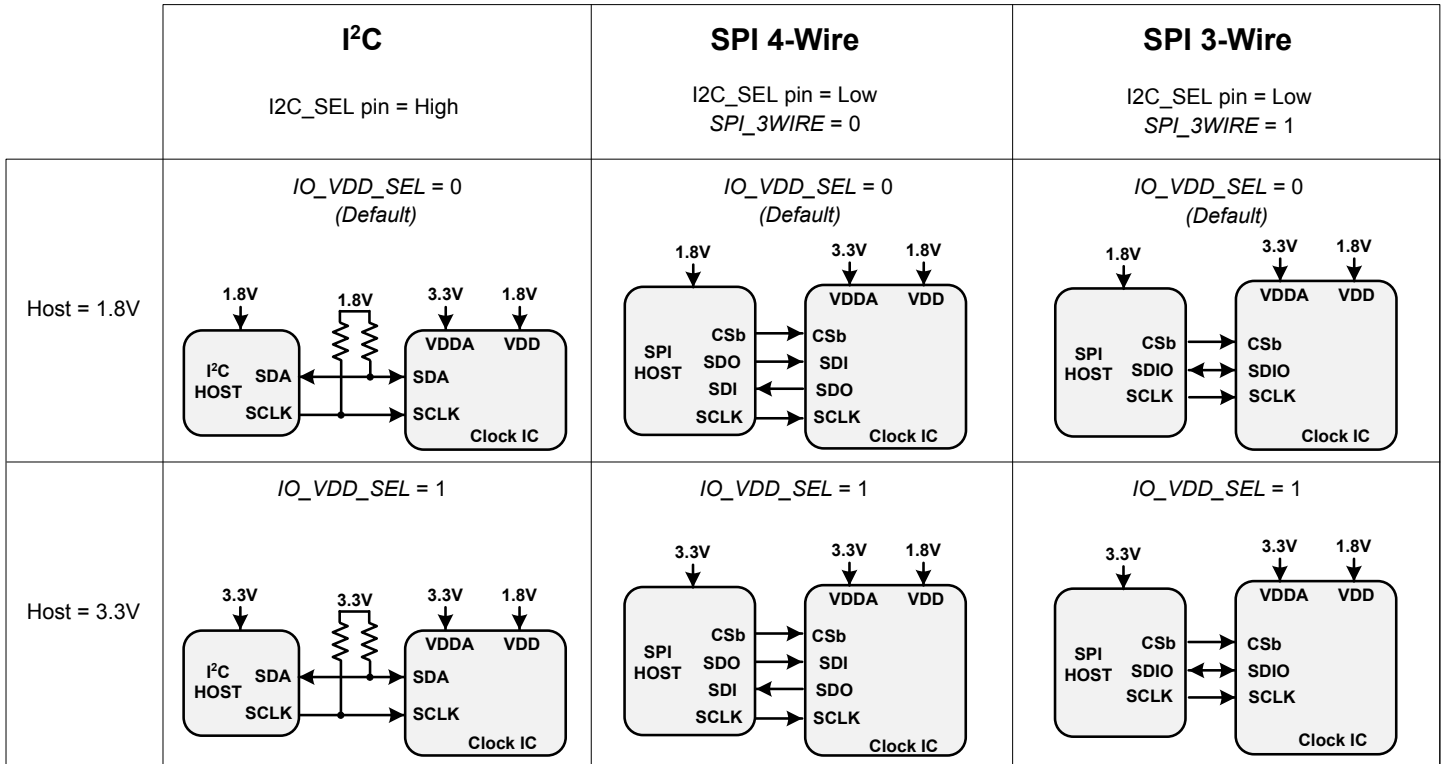 I²C
I2C_SEL pin = High
SPI 4-Wire
I2C_SEL pin = Low
SPI_3WIRE = 0
SPI 3-Wire
I2C_SEL pin = Low
SPI_3WIRE = 1
Host = 1.8V
IO_VDD_SEL = 0
(Default)
1.8V 1.8V 3.3V 1.8V
VDDA VDD
I²C
HOST
SDA SDA
SCLK SCLK
Clock IC
IO_VDD_SEL = 0
(Default)
1.8V 3.3V 1.8V
VDDA VDD
SPI
HOST
CSb CSb
SDO SDI
SDI SDO
SCLK SCLK
Clock IC
IO_VDD_SEL = 0
(Default)
1.8V 3.3V 1.8V
VDDA VDD
SPI
HOST
CSb CSb
SDIO SDIO
SCLK SCLK
Clock IC
Host = 3.3V
IO_VDD_SEL = 1
3.3V 3.3V 3.3V 1.8V
VDDA VDD
I²C
HOST
SDA SDA
SCLK SCLK
Clock IC
IO_VDD_SEL = 1
3.3V 3.3V 1.8V
VDDA VDD
SPI
HOST
CSb CSb
SDO SDI
SDI SDO
SCLK SCLK
Clock IC
IO_VDD_SEL = 1
3.3V 3.3V 1.8V
VDDA VDD
SPI
HOST
CSb CSb
SDIO SDIO
SCLK SCLK
Clock IC